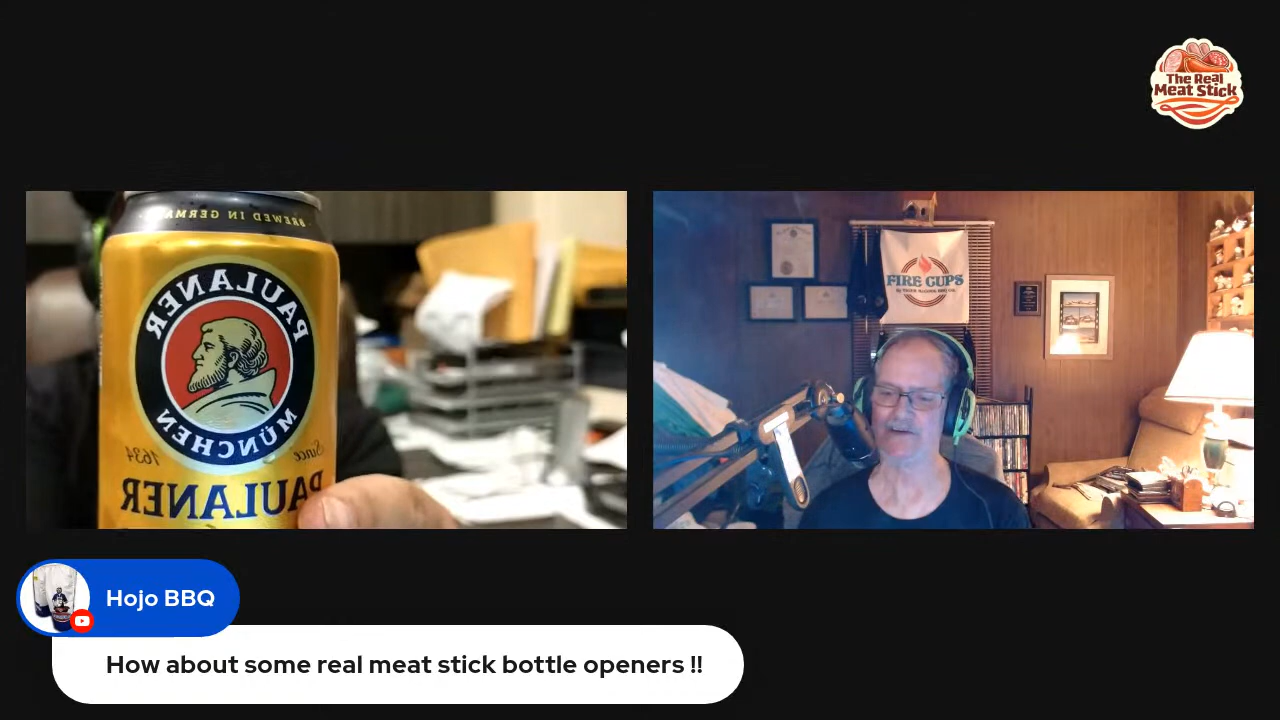 The Real
Meat Stick
BREWED IN GERMA
PAULANER
MÜNCHEN
Since 1634
PAULANER
FIRE CUPS
Hojo BBQ
How about some real meat stick bottle openers !!